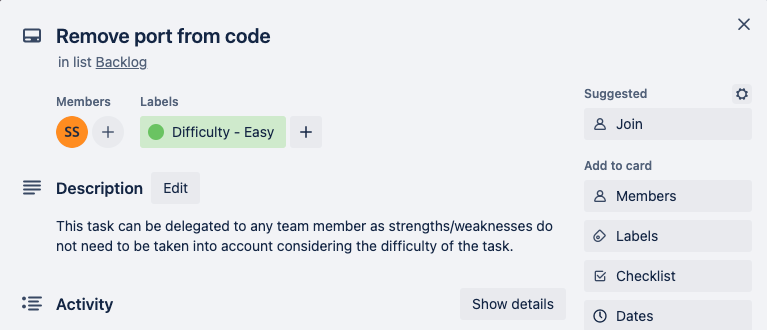 Remove port from code
in list Backlog
Members
Labels
SS
Difficulty - Easy
Description
Edit
This task can be delegated to any team member as strengths/weaknesses do
not need to be taken into account considering the difficulty of the task.
Activity
Show details
Suggested
Join
Add to card
Members
Labels
Checklist
Dates